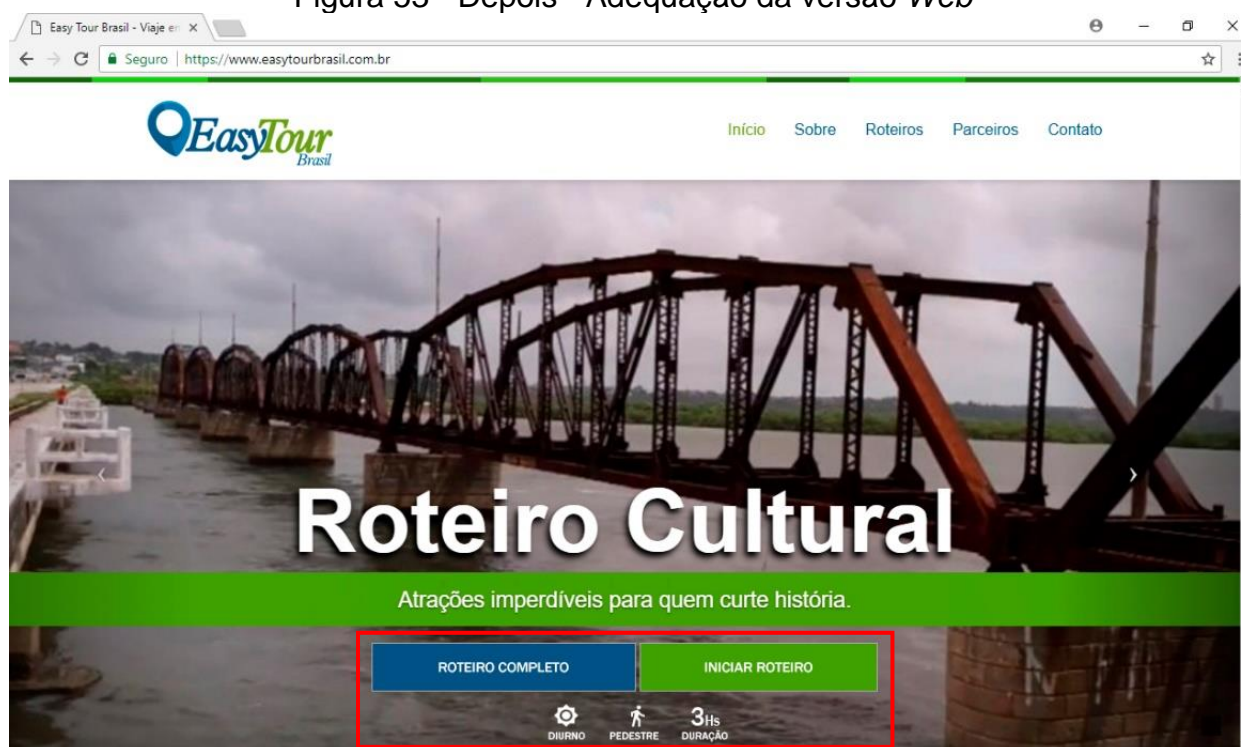 Figura 35 - Depois - Adequação da versão Web
Easy Tour Brasil - Viaje en
Seguro | https://www.easytourbrasil.com.br
EasyTour
Brasil
Início Sobre Roteiros Parceiros Contato
Roteiro Cultural
Atrações imperdíveis para quem curte história.
ROTEIRO COMPLETO INICIAR ROTEIRO
3Hs
DIURNO PEDESTRE DURAÇÃO